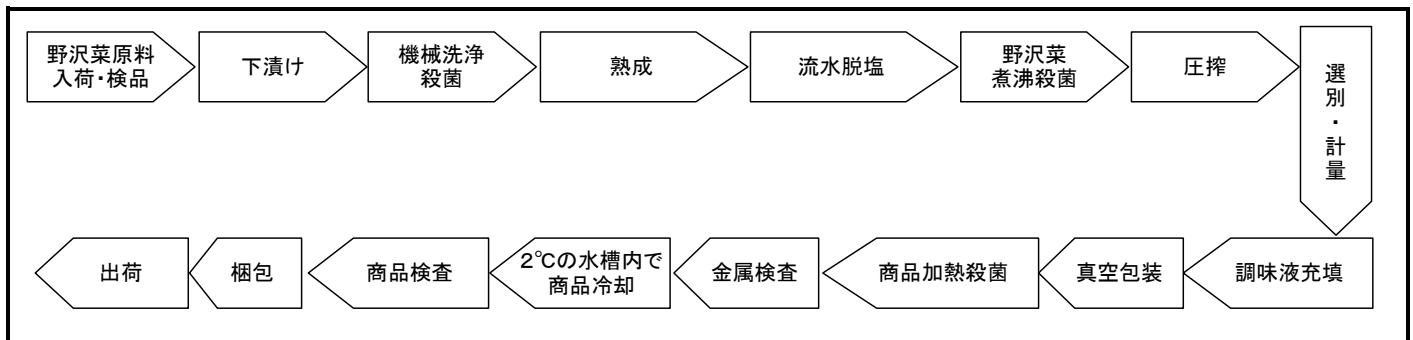 野沢菜原料
入荷・検品
下漬け
機械洗浄
殺菌
熟成
流水脱塩
野沢菜
煮沸殺菌
圧搾
選別・計量
調味液充填
真空包装
商品加熱殺菌
金属検査
2℃の水槽内で
商品冷却
商品検査
梱包
出荷